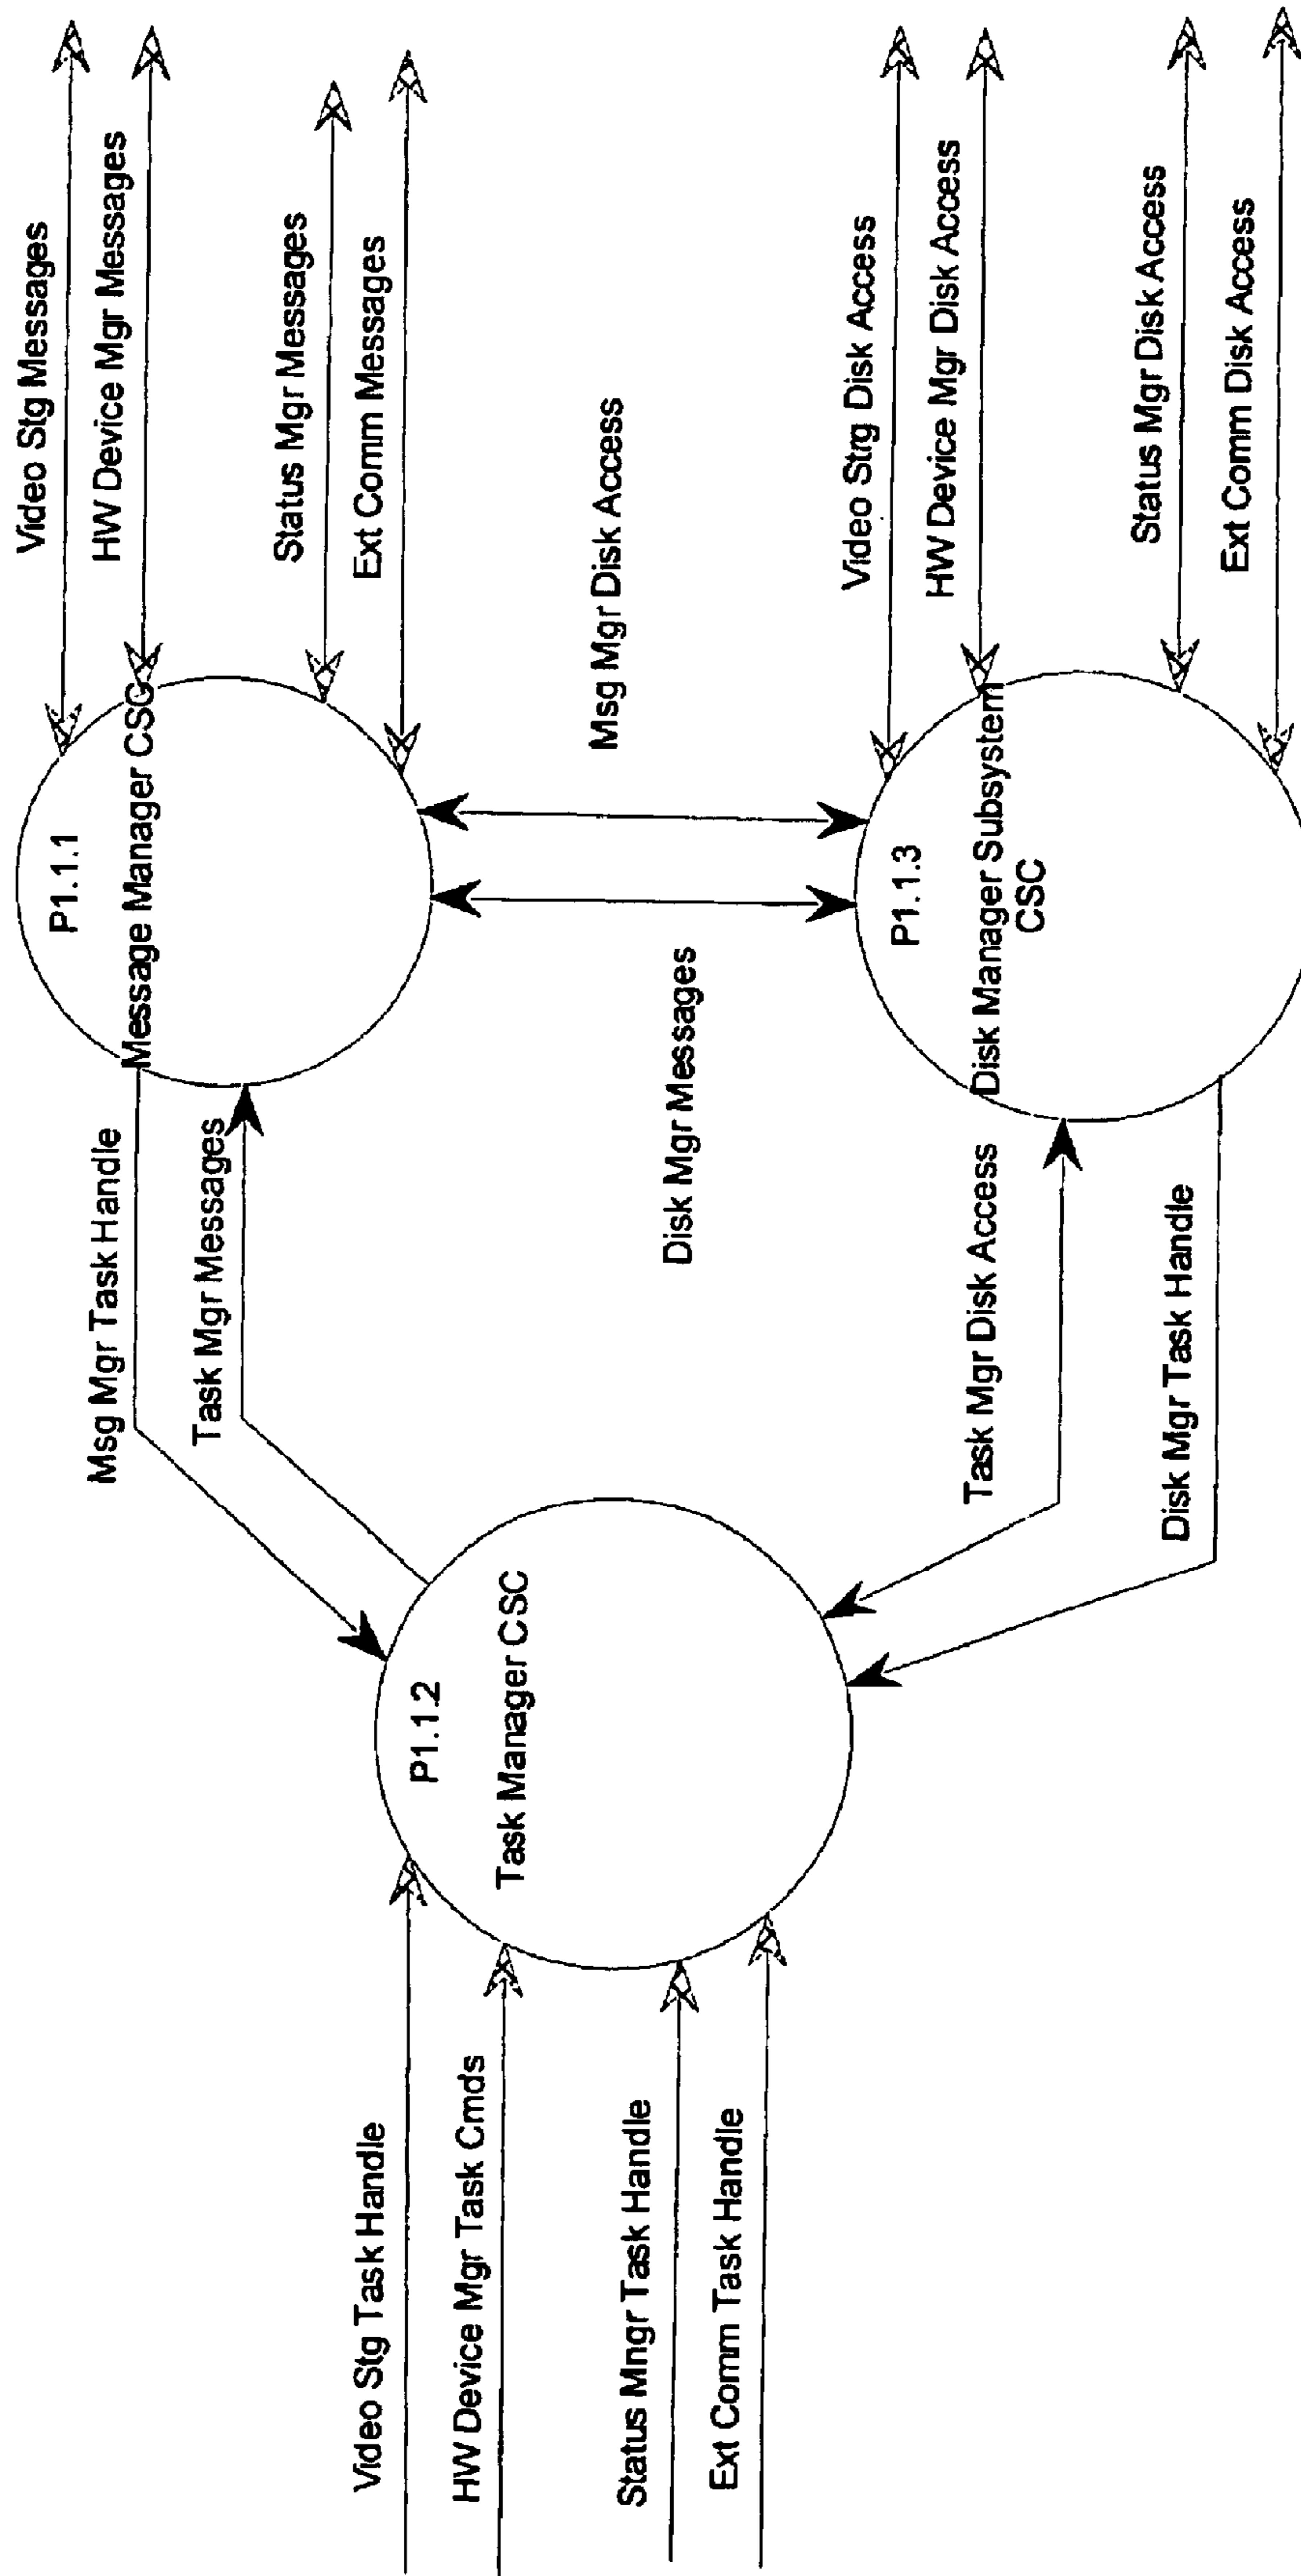 Video Stg Messages
HW Device Mgr Messages
Status Mgr Messages
Ext Comm Messages
P1.1.1
Message Manager CSC
Msg Mgr Task Handle
Task Mgr Messages
Msg Mgr Disk Access
Disk Mgr Messages
P1.1.2
Task Manager CSC
Video Stg Task Handle
HW Device Mgr Task Cmds
Status Mngr Task Handle
Ext Comm Task Handle
Video Strg Disk Access
HW Device Mgr Disk Access
Status Mgr Disk Access
Ext Comm Disk Access
P1.1.3
Disk Manager Subsystem
CSC
Task Mgr Disk Access
Disk Mgr Task Handle